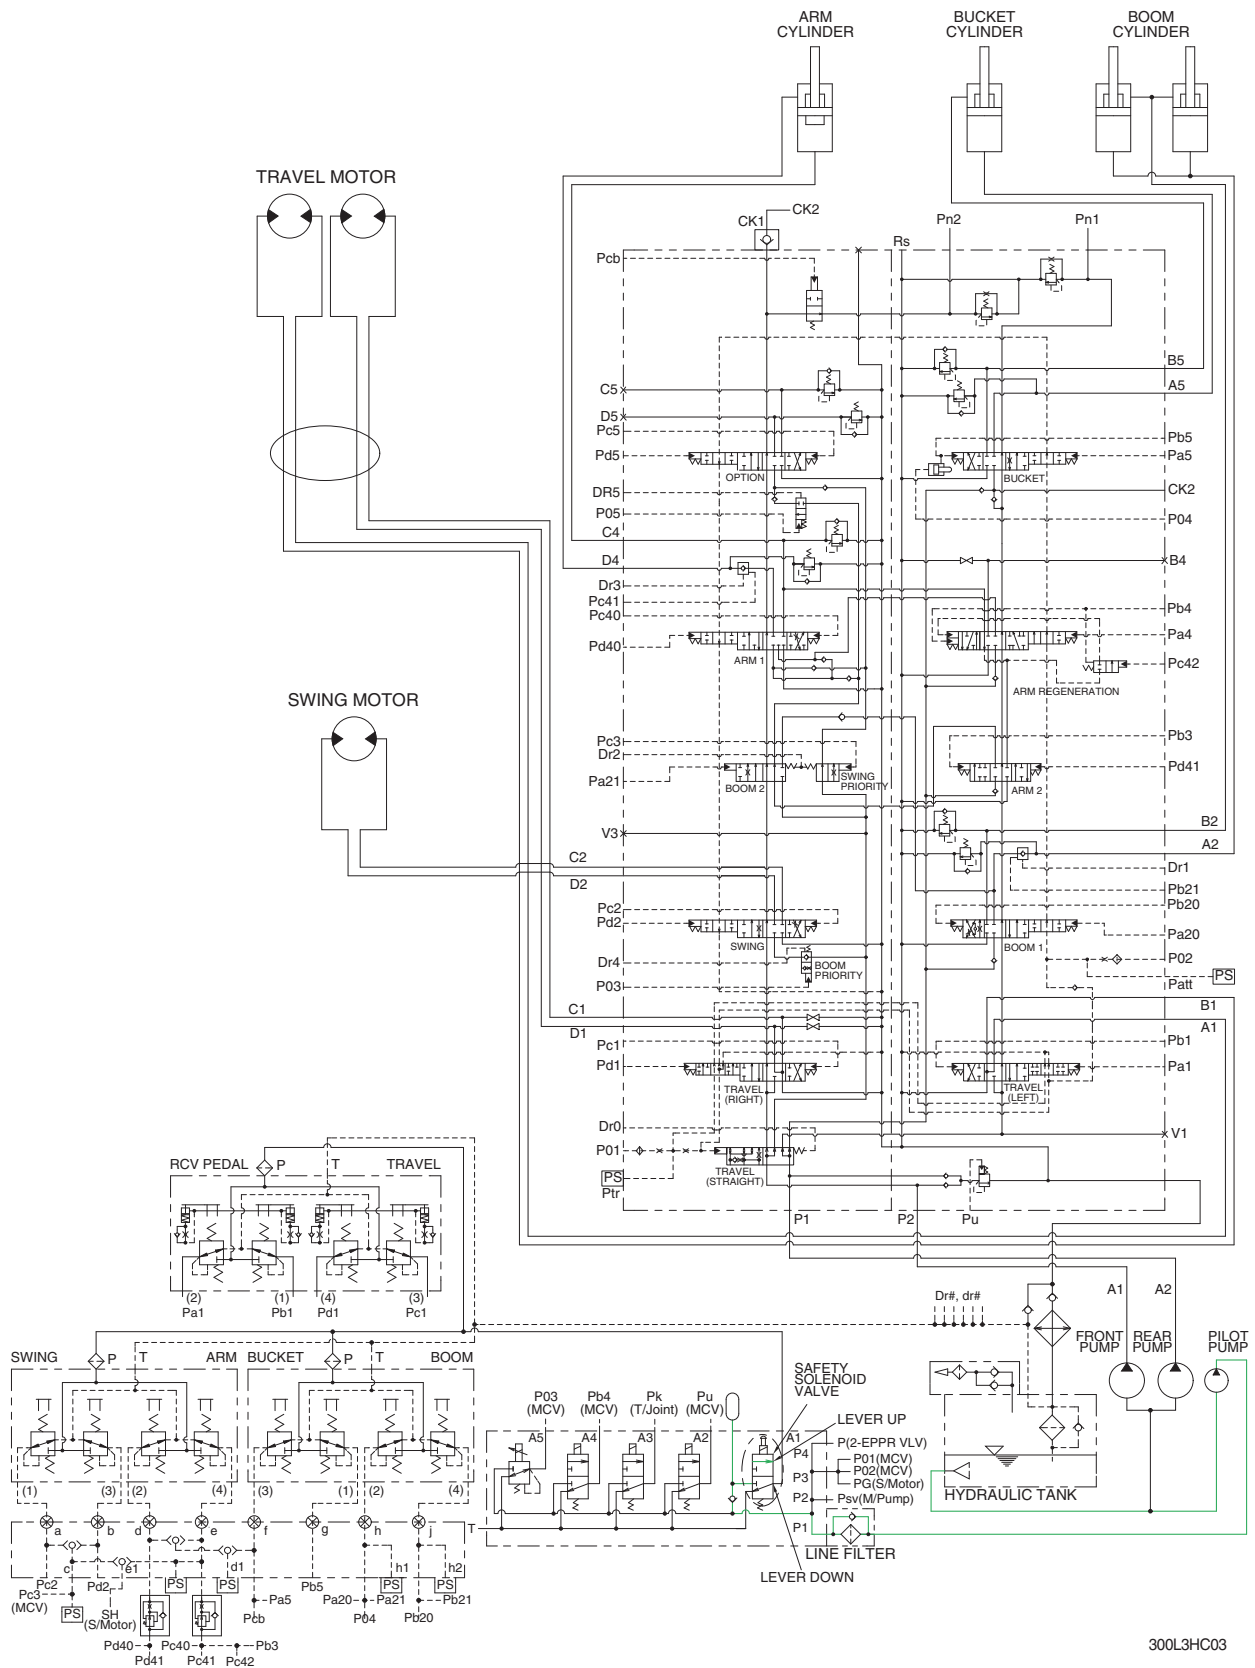 ARM
CYLINDER
BUCKET
CYLINDER
BOOM
CYLINDER
TRAVEL MOTOR
CK1
CK2
Pn2
Pn1
Rs
Pcb
B5
C5
A5
D5
Pc5
Pb5
Pd5
Pa5
OPTION
BUCKET
DR5
CK2
P05
P04
C4
D4
B4
Dr3
Pc41
Pc40
Pb4
Pd40
Pa4
ARM 1
Pc42
ARM REGENERATION
SWING MOTOR
Pc3
Pb3
Dr2
Pa21
Pd41
BOOM 2
SWING
PRIORITY
ARM 2
V3
B2
A2
C2
Dr1
D2
Pb21
Pc2
Pb20
Pd2
Pa20
SWING
BOOM 1
Dr4
BOOM
PRIORITY
P02
PS
P03
Patt
C1
B1
D1
A1
Pc1
Pb1
Pd1
Pa1
TRAVEL
(RIGHT)
TRAVEL
(LEFT)
Dr0
V1
P01
TRAVEL
(STRAIGHT)
PS
Ptr
P1
P2
Pu
RCV PEDAL
P
T
TRAVEL
(2)
(1)
(4)
(3)
Pa1
Pb1
Pd1
Pc1
Dr#, dr#
A1
A2
FRONT
PUMP
REAR
PUMP
PILOT
PUMP
SWING
P
T
ARM
BUCKET
P
T
BOOM
SAFETY
SOLENOID
VALVE
P03
(MCV)
Pb4
(MCV)
Pk
(T/Joint)
Pu
(MCV)
LEVER UP
A5
A4
A3
A2
A1
P4
P(2-EPPR VLV)
P01(MCV)
P3
P02(MCV)
PG(S/Motor)
P2
Psv(M/Pump)
HYDRAULIC TANK
(1)
(3)
(2)
(4)
(3)
(1)
(2)
(4)
T
P1
LINE FILTER
LEVER DOWN
a
b
d
e
f
g
h
j
c
e1
d1
h1
h2
Pc2
Pd2
PS
PS
Pb5
PS
PS
Pc3
(MCV)
PS
SH
(S/Motor)
Pa5
Pcb
Pa20
Pa21
P04
Pb21
Pb20
Pd40
Pd41
Pc40
Pc41
Pb3
Pc42
300L3HC03